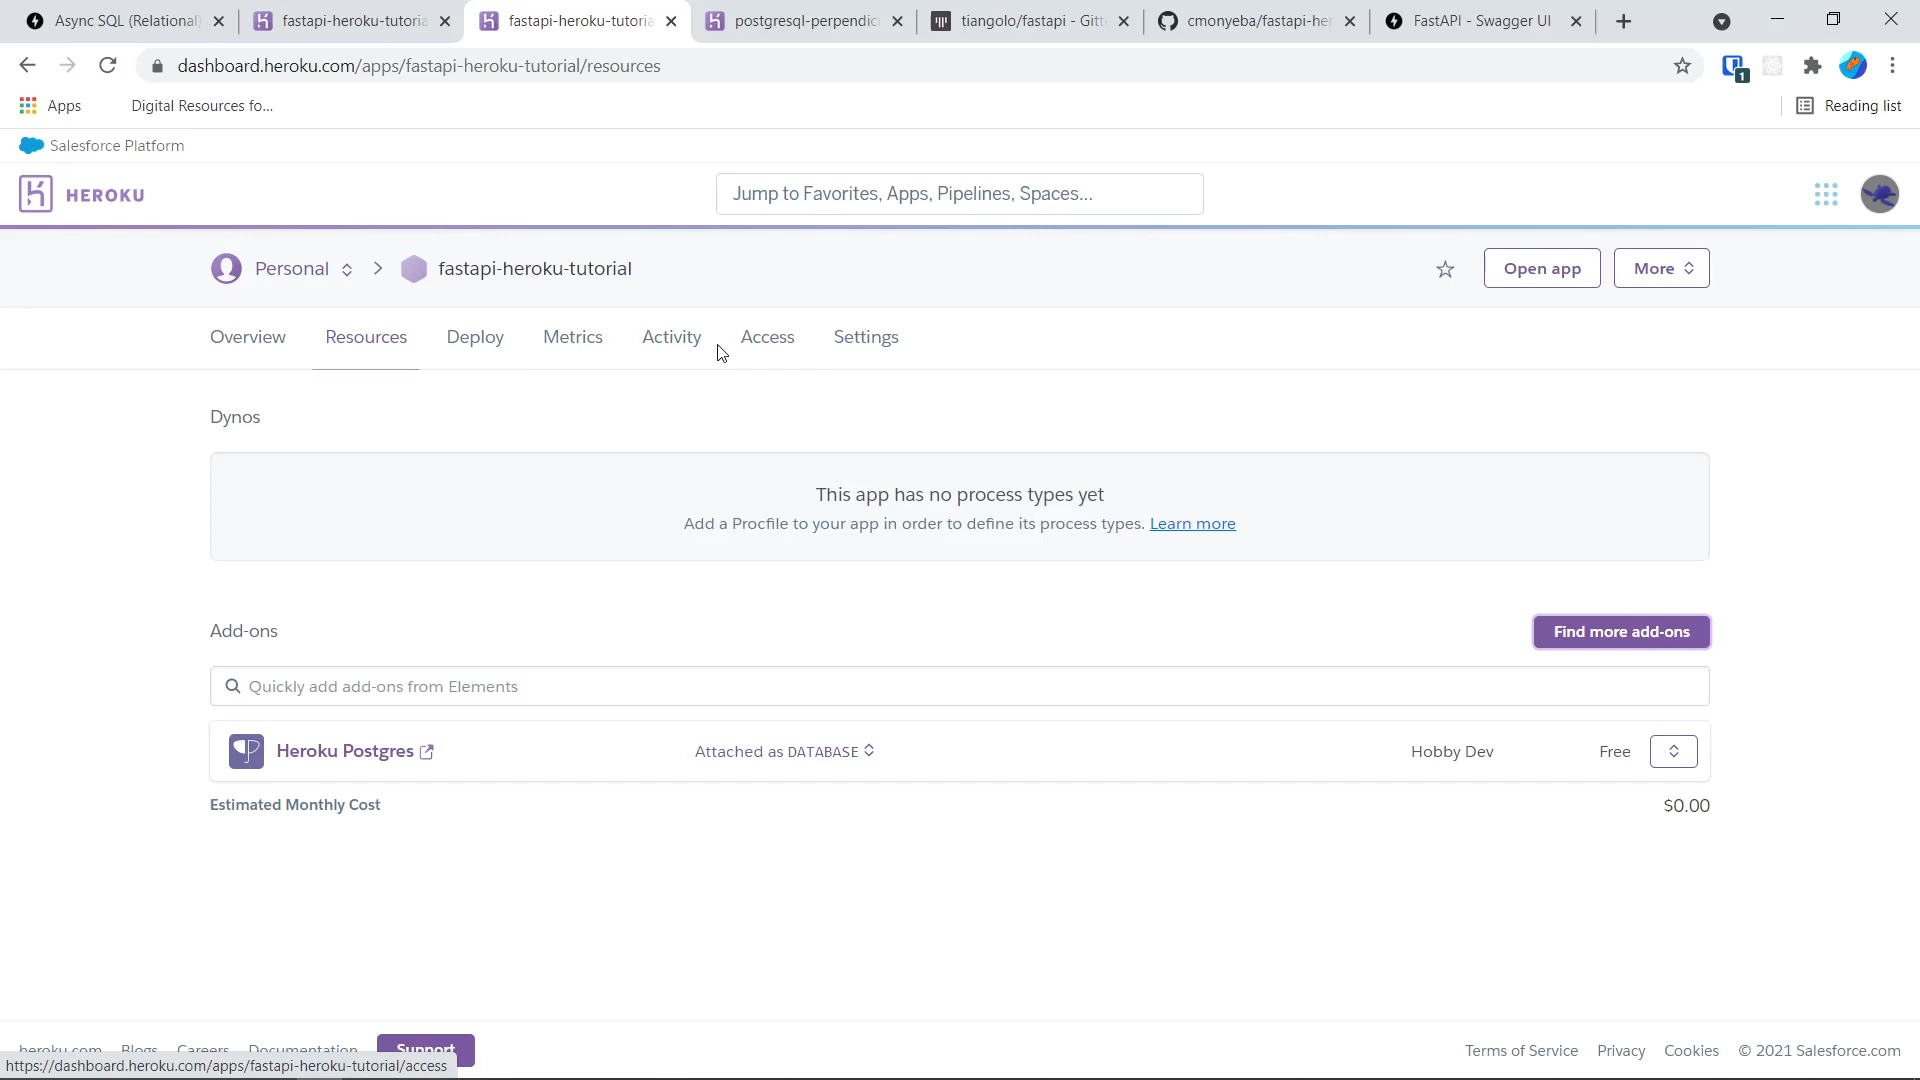 Async SQL (Relational)
fastapi-heroku-tutoria
fastapi-heroku-tutoria
postgresql-perpendic
tiangolo/fastapi - Gitt
cmonyeba/fastapi-her
FastAPI - Swagger UI
dashboard.heroku.com/apps/fastapi-heroku-tutorial/resources
1
Apps
Digital Resources fo...
Reading list
Salesforce Platform
HEROKU
Jump to Favorites, Apps, Pipelines, Spaces...
Personal
fastapi-heroku-tutorial
Open app
More
Overview
Resources
Deploy
Metrics
Activity
Access
Settings
Dynos
This app has no process types yet
Add a Procfile to your app in order to define its process types. Learn more
Add-ons
Find more add-ons
Quickly add add-ons from Elements
Heroku Postgres
Attached as DATABASE
Hobby Dev
Free
Estimated Monthly Cost
$0.00
heroku.com
Blogs
Careers
Documentation
Support
Terms of Service
Privacy
Cookies
© 2021 Salesforce.com
https://dashboard.heroku.com/apps/fastapi-heroku-tutorial/access